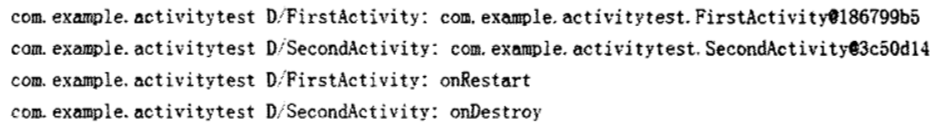 com.example.activitytest D/FirstActivity: com.example.activitytest.FirstActivity@186799b5
com.example.activitytest D/SecondActivity: com.example.activitytest.SecondActivity@3c50d14
com.example.activitytest D/FirstActivity: onRestart
com.example.activitytest D/SecondActivity: onDestroy